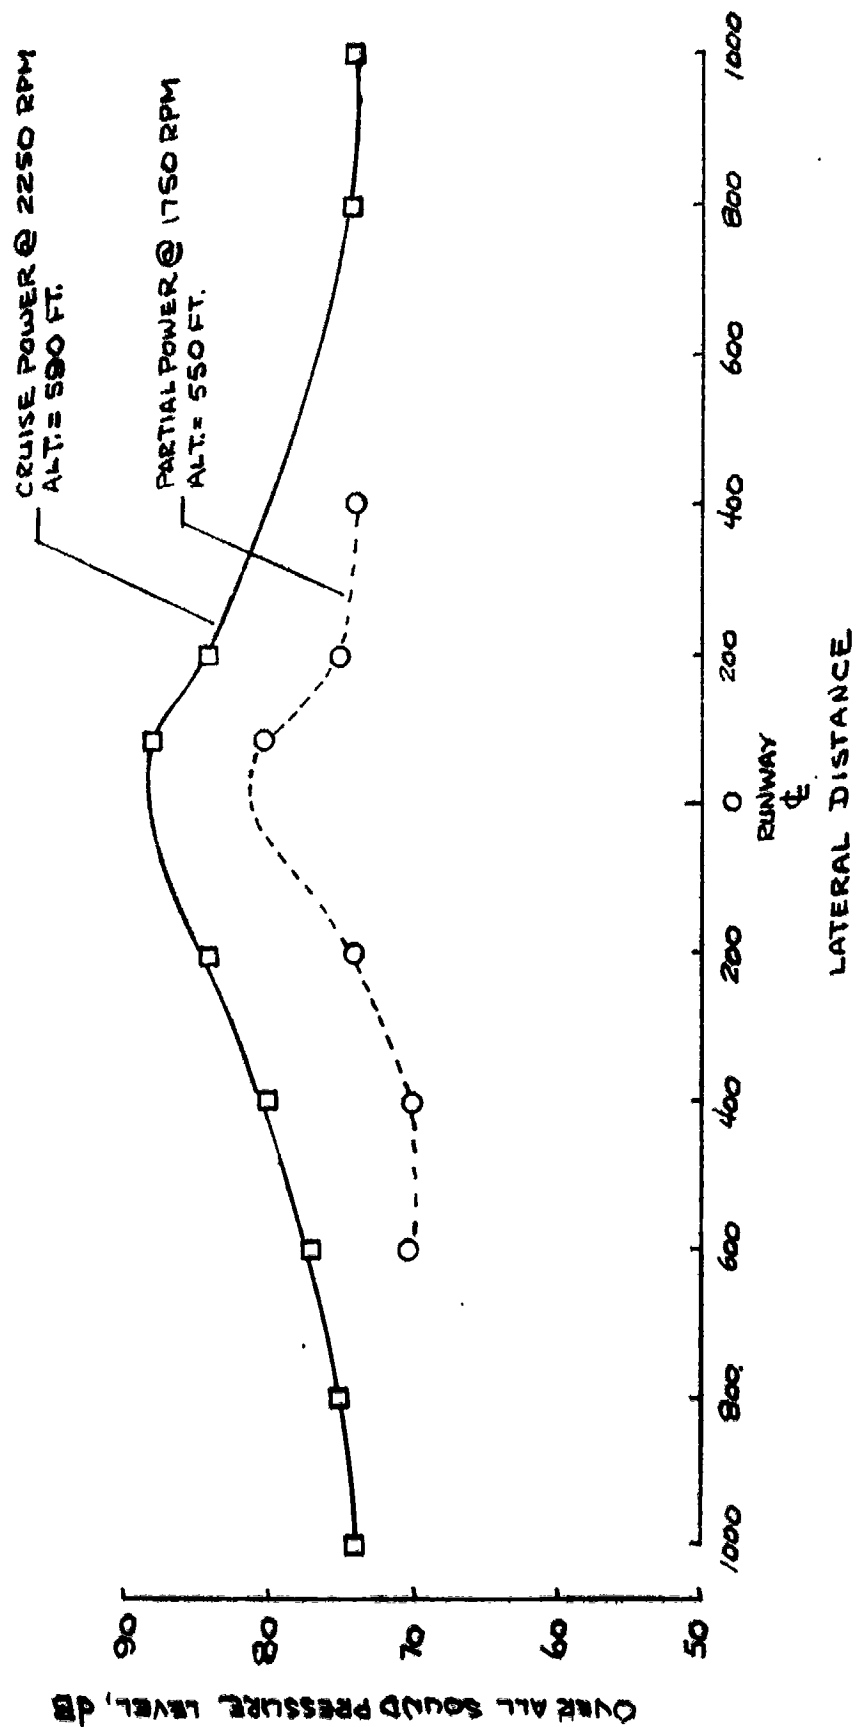 CRUISE POWER @ 2250 RPM
ALT.= FT.
PARTIAL POWER @ 1750 RPM
ALT.= 550 FT.
OVER ALL SOUND PRESSURE LEVEL, dB
90
80
70
60
50
1000 800 600 400 200 0 200 400 600 800 1000
RUNWAY
℄
LATERAL DISTANCE